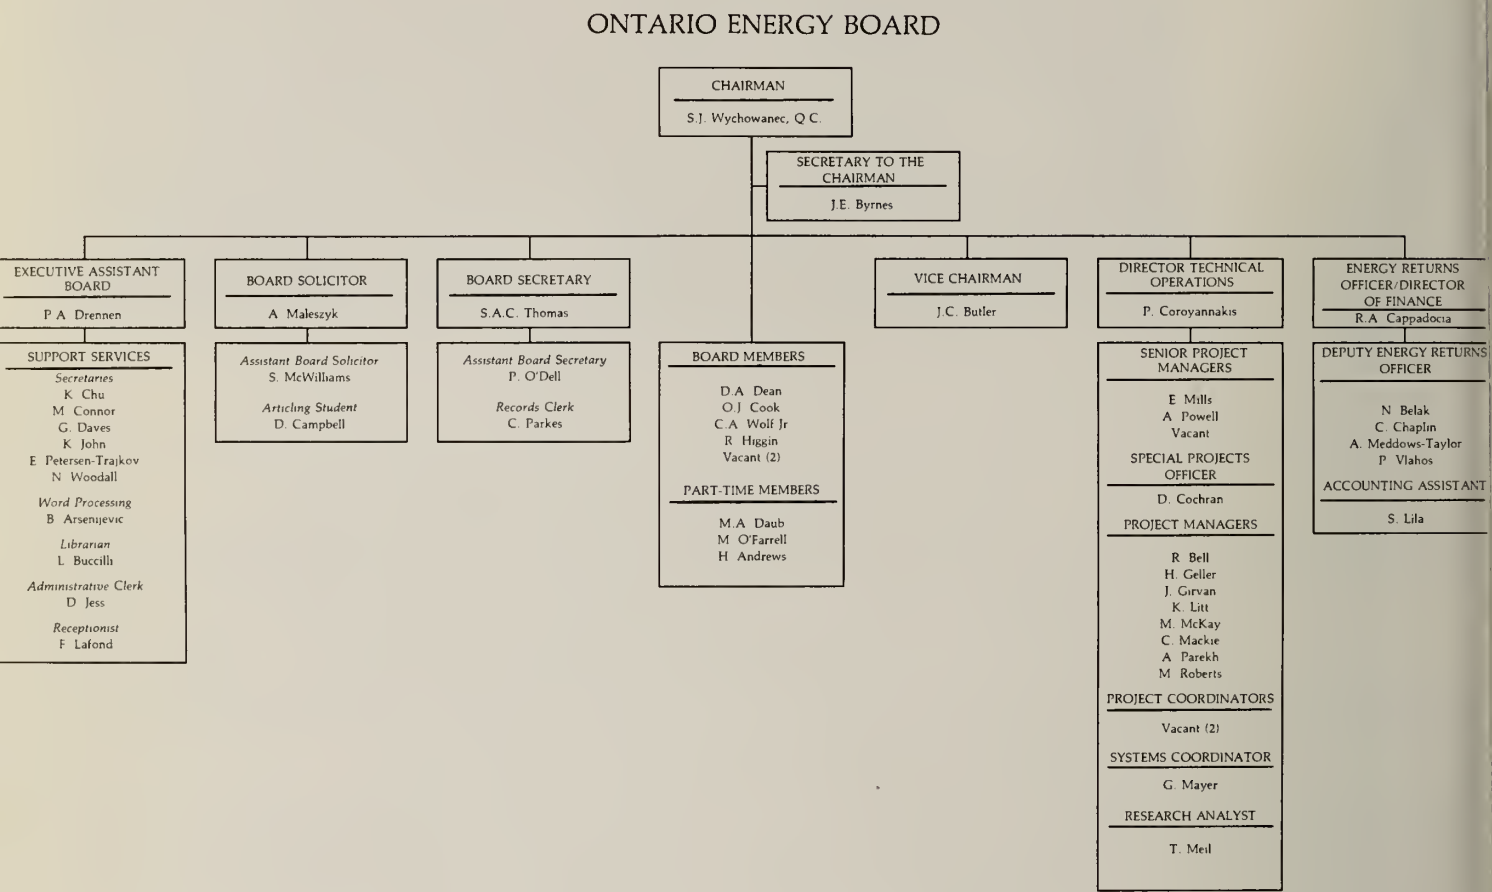 ONTARIO ENERGY BOARD
CHAIRMAN
S.J. Wychowanec, Q C.
SECRETARY TO THE
CHAIRMAN
J.E. Byrnes
EXECUTIVE ASSISTANT
BOARD
P A Drennen
SUPPORT SERVICES
Secretaries
K Chu
M Connor
G. Daves
K John
E Petersen-Trajkov
N Woodall
Word Processing
B Arsenijevic
Librarian
L Buccilli
Administrative Clerk
D Jess
Receptionist
F Lafond
BOARD SOLICITOR
A Maleszyk
Assistant Board Solicitor
S. McWilliams
Articling Student
D. Campbell
BOARD SECRETARY
S.A.C. Thomas
Assistant Board Secretary
P. O'Dell
Records Clerk
C. Parkes
BOARD MEMBERS
D.A Dean
O.J Cook
C.A Wolf Jr
R Higgin
Vacant (2)
PART-TIME MEMBERS
M.A Daub
M O'Farrell
H Andrews
VICE CHAIRMAN
J.C. Butler
DIRECTOR TECHNICAL
OPERATIONS
P. Coroyannakis
SENIOR PROJECT
MANAGERS
E Mills
A Powell
Vacant
SPECIAL PROJECTS
OFFICER
D. Cochran
PROJECT MANAGERS
R Bell
H. Geller
J. Girvan
K. Litt
M. McKay
C. Mackie
A Parekh
M Roberts
PROJECT COORDINATORS
Vacant (2)
SYSTEMS COORDINATOR
G. Mayer
RESEARCH ANALYST
T. Meil
ENERGY RETURNS
OFFICER/DIRECTOR
OF FINANCE
R.A Cappadocia
DEPUTY ENERGY RETURNS
OFFICER
N Belak
C. Chaplin
A. Meddows-Taylor
P Vlahos
ACCOUNTING ASSISTANT
S. Lila